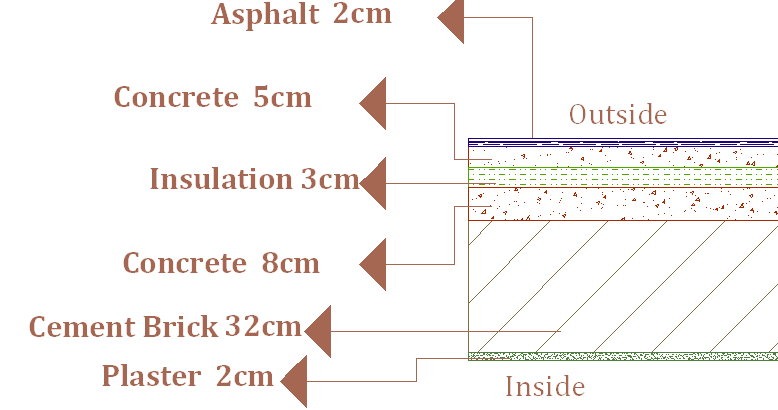 Asphalt 2cm
Concrete 5cm
Outside
Insulation 3cm
Concrete 8cm
Cement Brick 32cm
Plaster 2cm
Inside